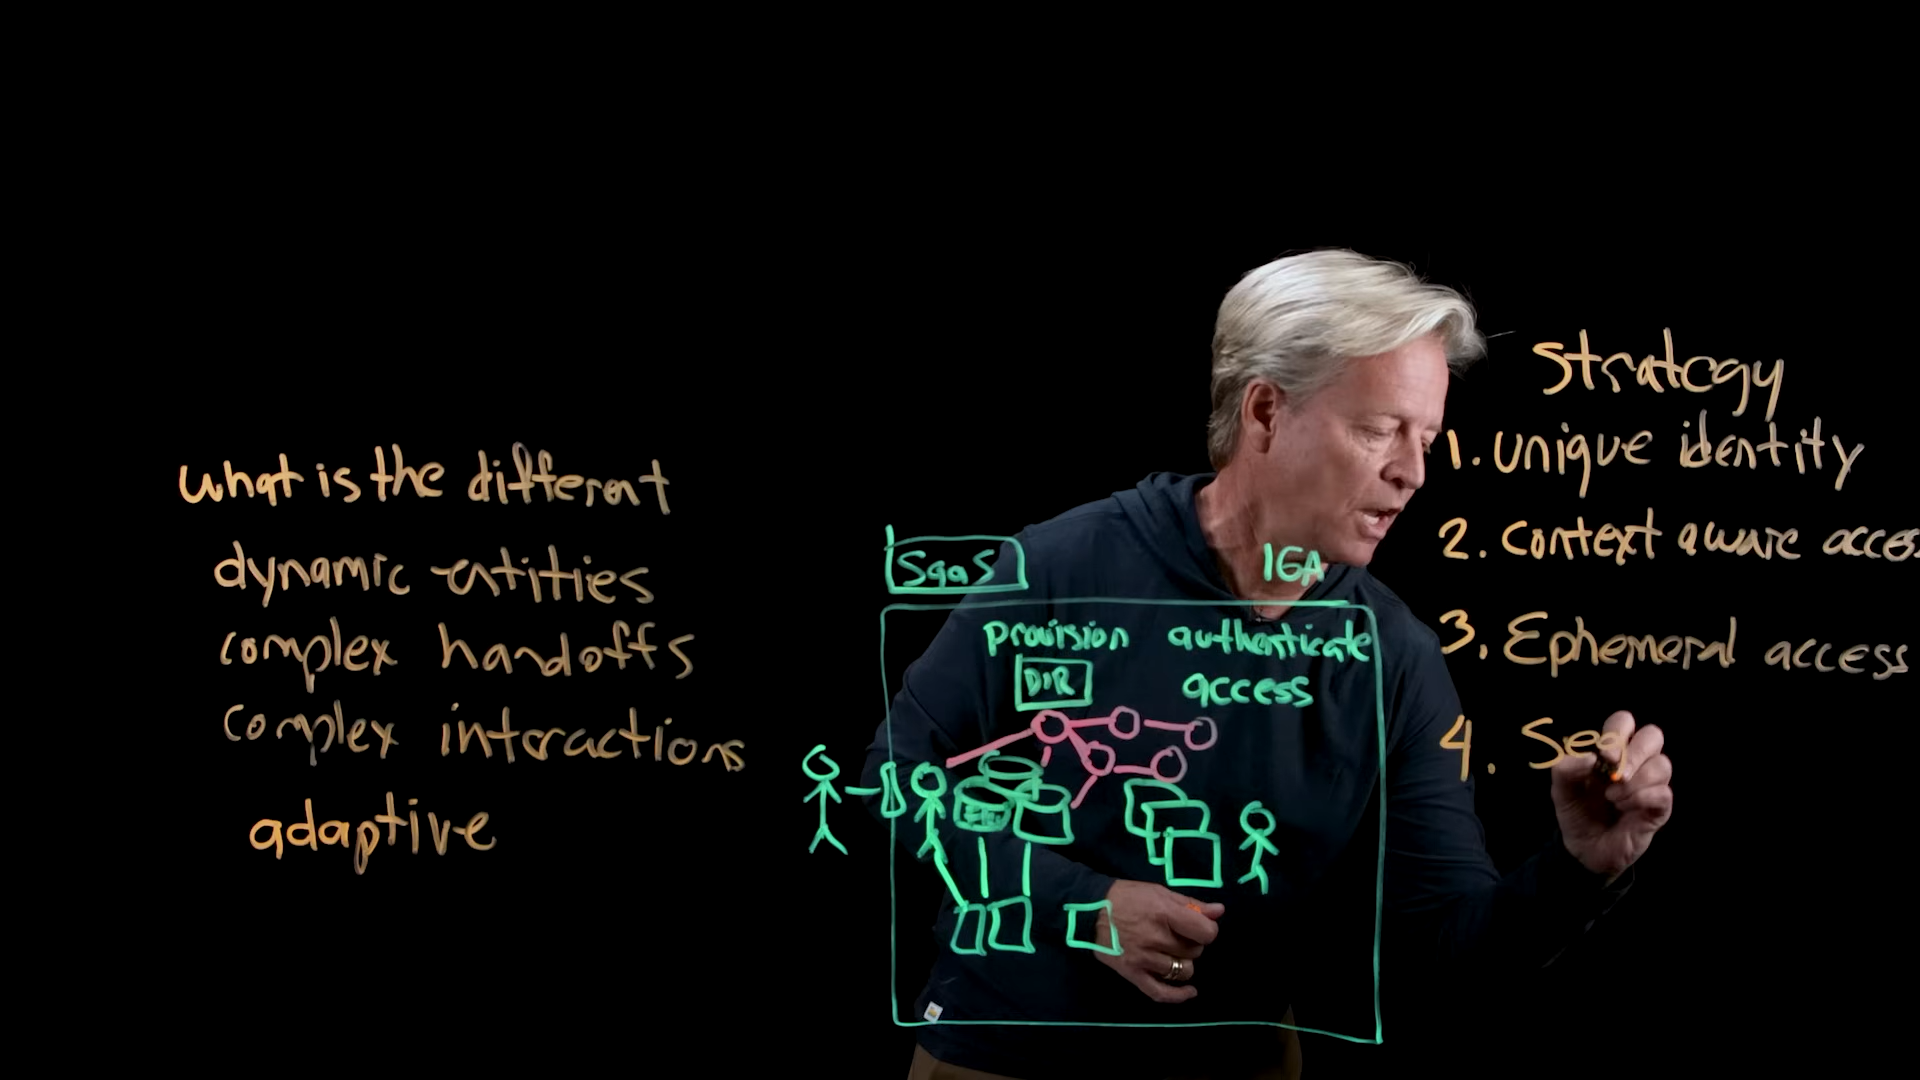 what is the different
dynamic entities
complex handoffs
complex interactions
adaptive
SaaS
IGA
provision authenticate
DIR
access
strategy
1. unique identity
2. Context aware acces
3. Ephemeral access
4. Seg